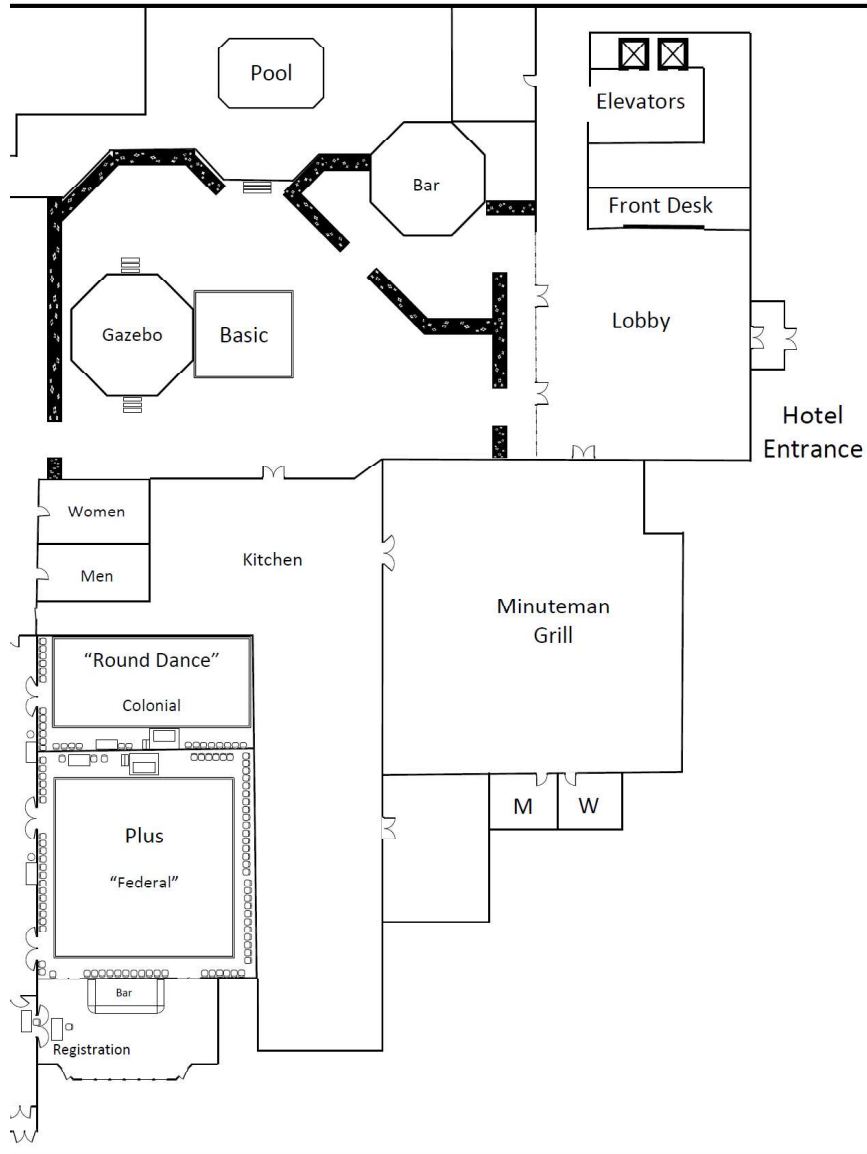 Pool
Elevators
Bar
Front Desk
Gazebo
Basic
Lobby
Hotel
Entrance
Women
Kitchen
Men
Minuteman
Grill
“Round Dance”
Colonial
M
W
Plus
“Federal”
Bar
Registration